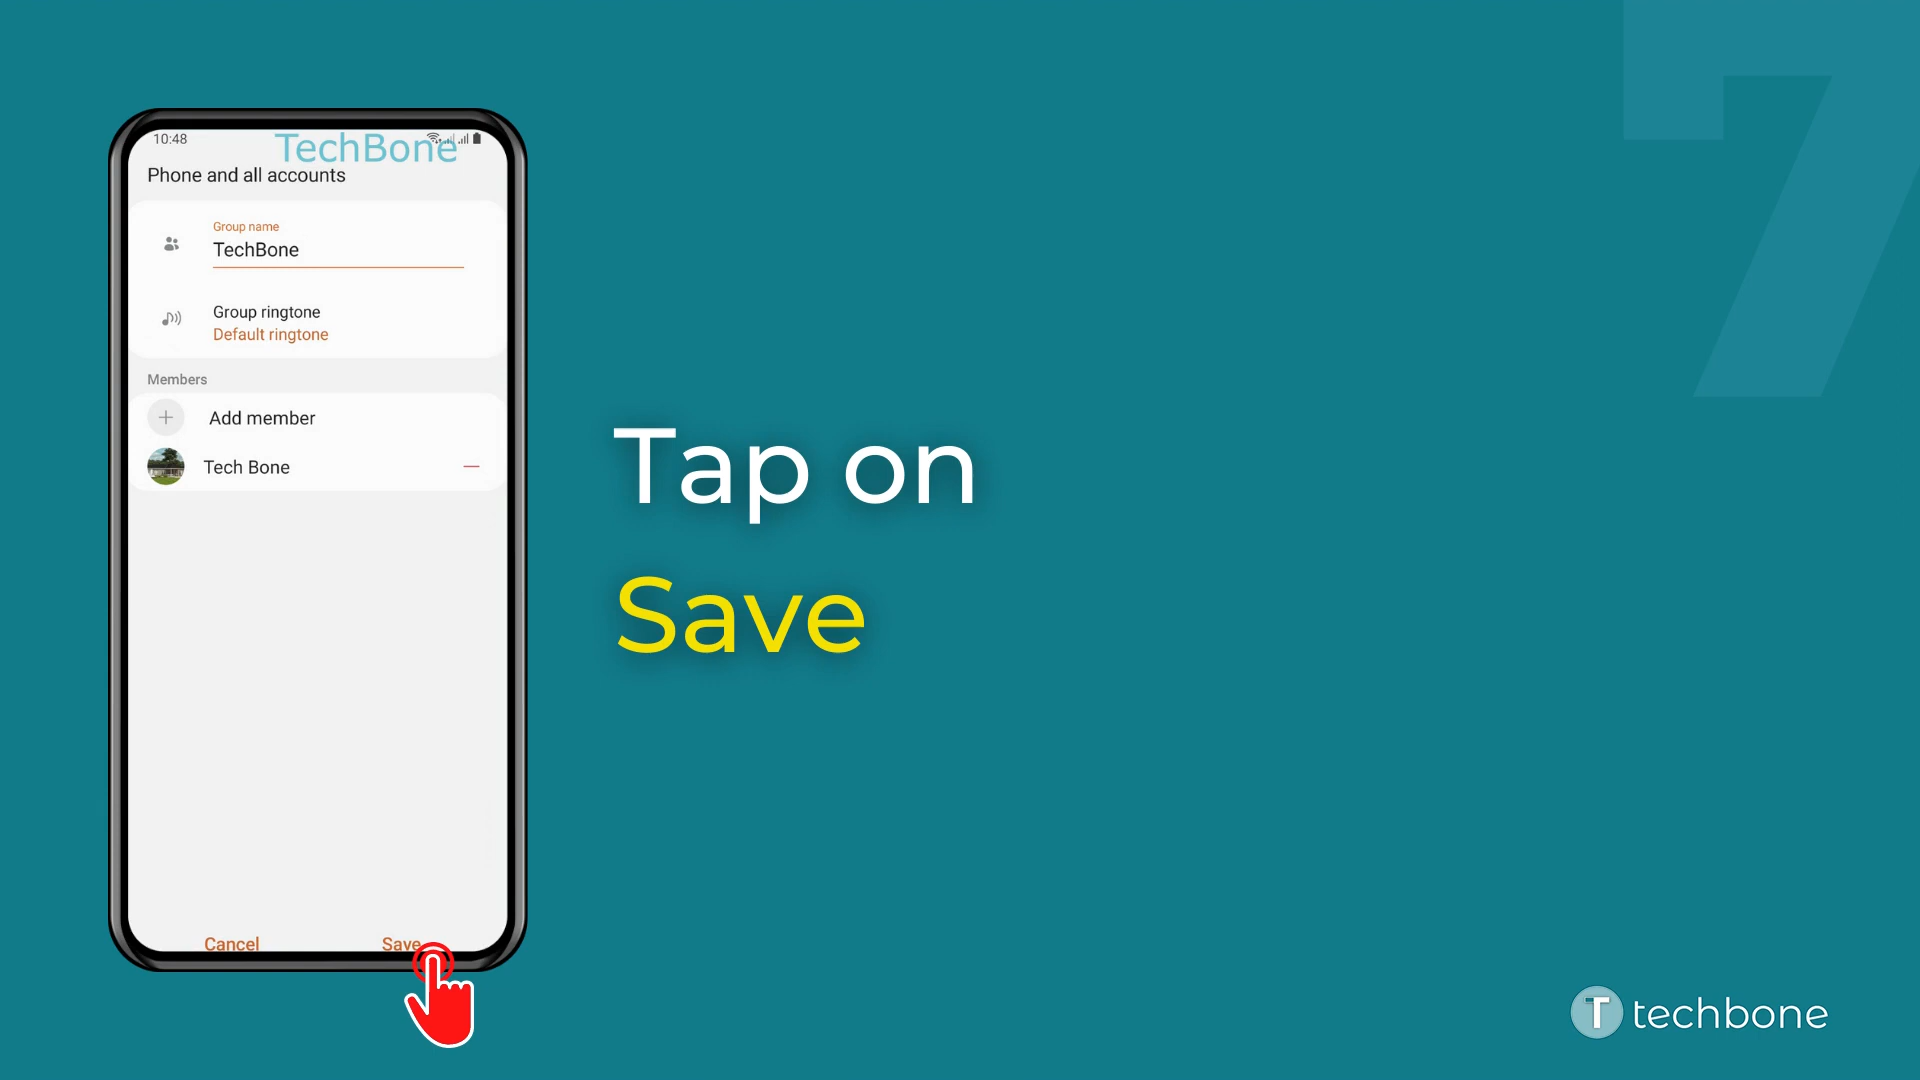 7
10:48
TechBone
Phone and all accounts
Group name
TechBone
Group ringtone
Default ringtone
Members
Add member
Tech Bone
Cancel
Save
Tap on
Save
T techbone